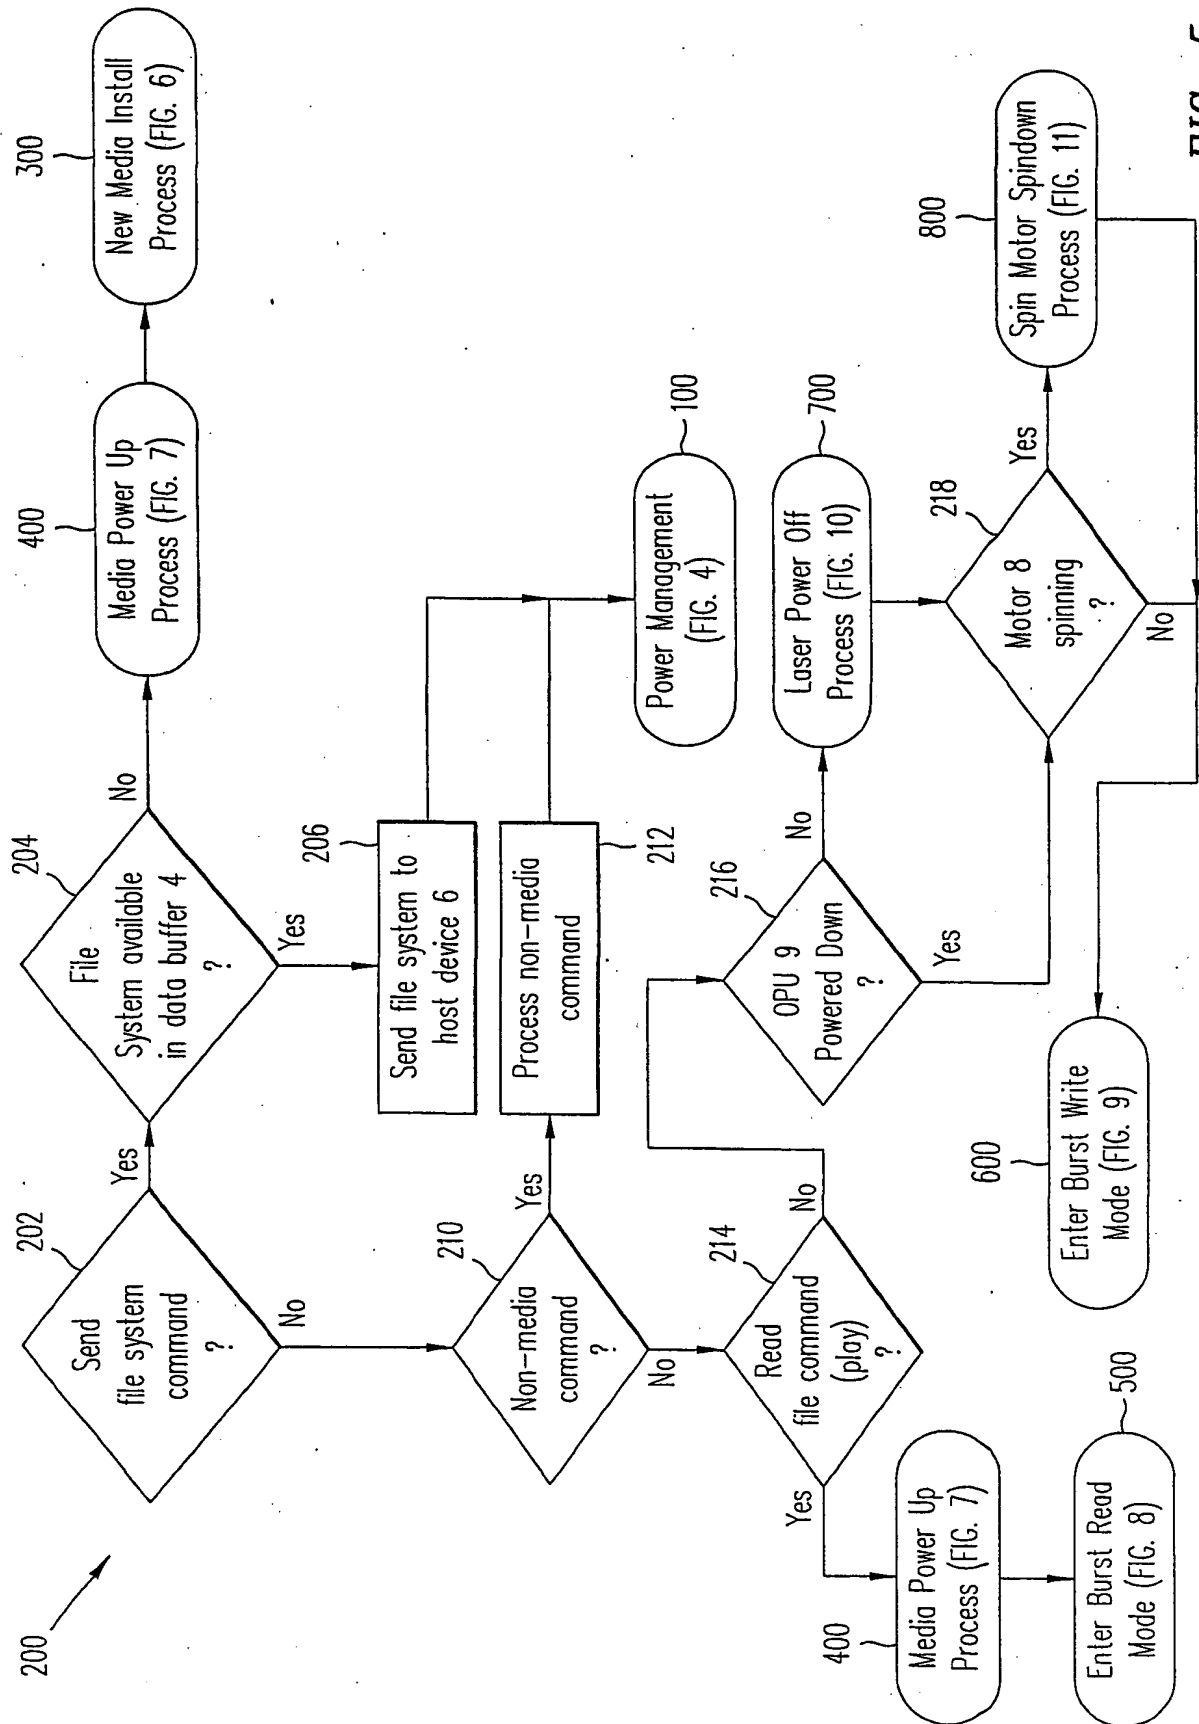 200
202
Send
file system
command
?
Yes
No
204
File
System available
in data buffer 4
?
No
Yes
400
Media Power Up
Process (FIG. 7)
300
New Media Install
Process (FIG. 6)
206
Send file system to
host device 6
210
Non-media
command
?
Yes
No
212
Process non-media
command
100
Power Management
(FIG. 4)
214
Read
file command
(play)
?
Yes
No
400
Media Power Up
Process (FIG. 7)
500
Enter Burst Read
Mode (FIG. 8)
216
OPU 9
Powered Down
?
No
Yes
700
Laser Power Off
Process (FIG. 10)
218
Motor 8
spinning
?
Yes
No
800
Spin Motor Spindown
Process (FIG. 11)
600
Enter Burst Write
Mode (FIG. 9)